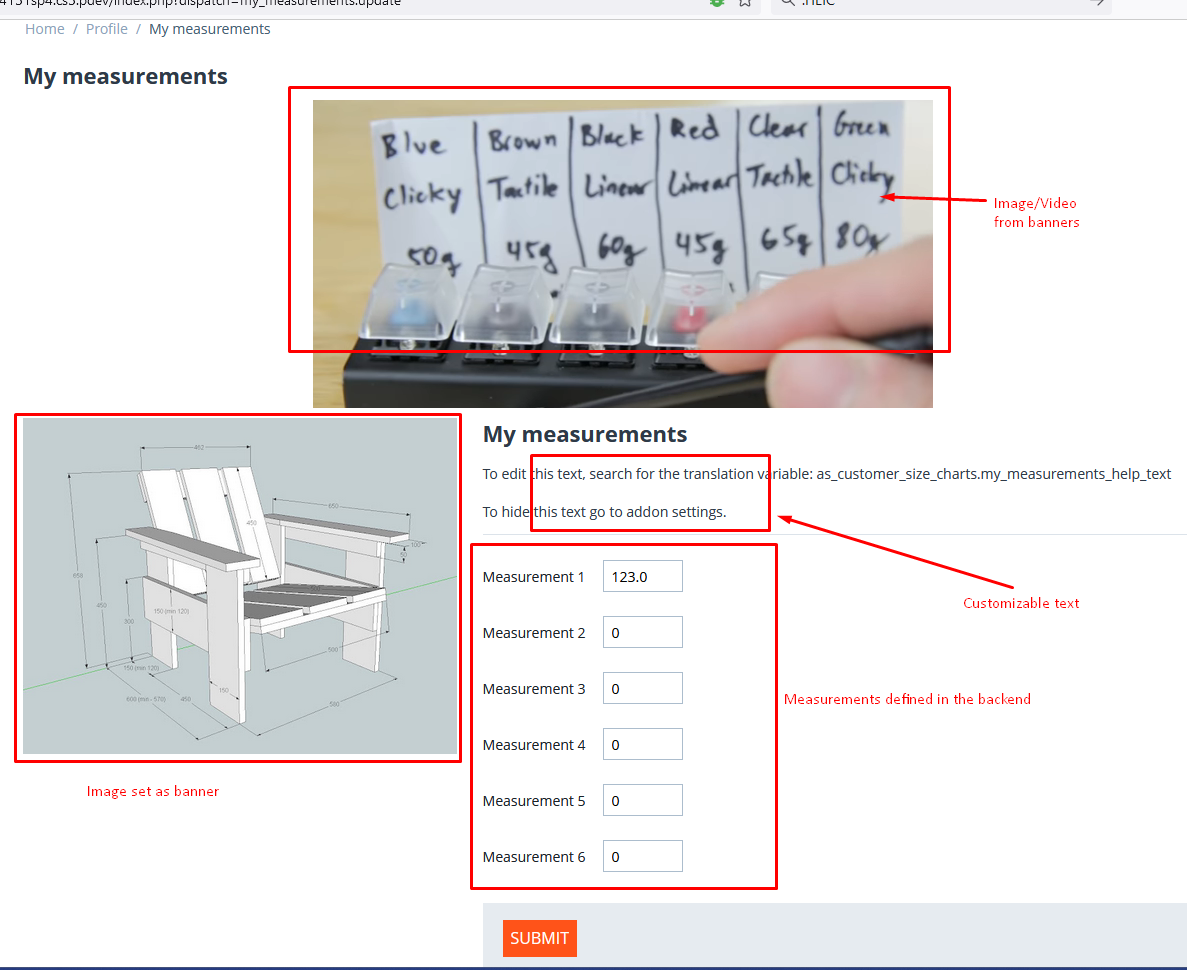 4151sp4.cs5.pdev/index.php?dispatch=my_measurements.update
Home / Profile / My measurements
My measurements
Blue Brown Black Red Clear Green
Clicky Tactile Linear Linear Tactile Clicky
50g 45g 60g 45g 65g 80g
Image/Video
from banners
My measurements
To edit this text, search for the translation variable: as_customer_size_charts.my_measurements_help_text
To hide this text go to addon settings.
462
650
450
100
50
650
450
300
150 (min 120)
500
150 (min 120)
600 (min - 570)
450
150
560
Measurement 1 123.0
Measurement 2 0
Measurement 3 0
Measurement 4 0
Measurement 5 0
Measurement 6 0
Customizable text
Measurements defined in the backend
Image set as banner
SUBMIT